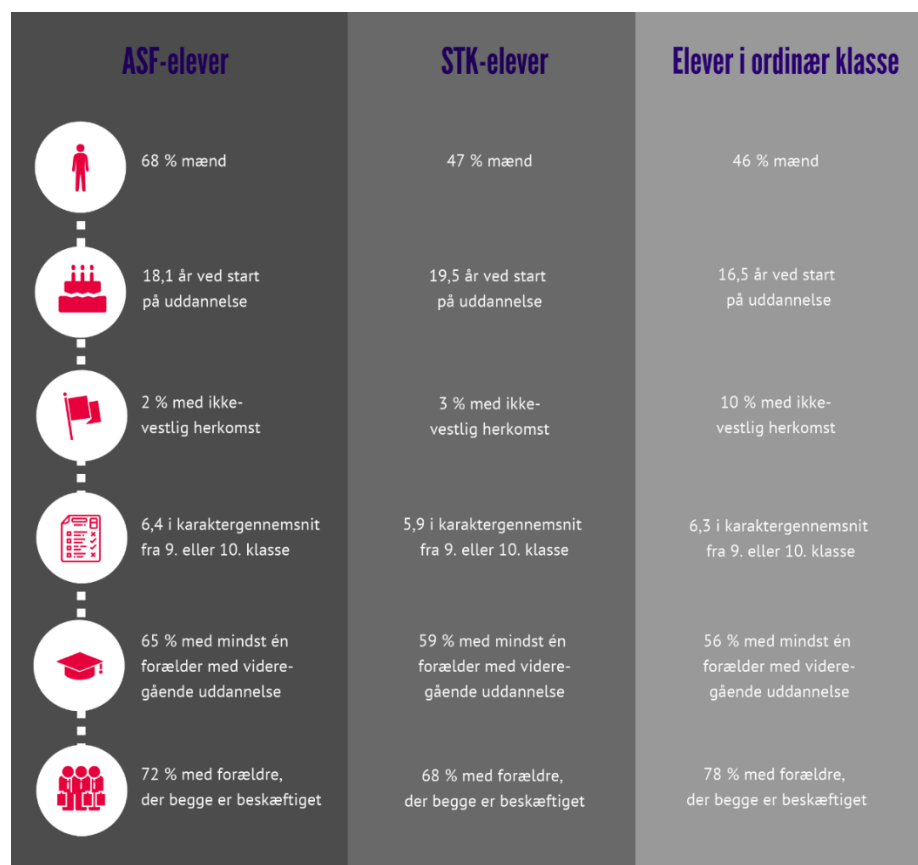 ASF-elever
STK-elever
Elever i ordinær klasse
68 % mænd
47 % mænd
46 % mænd
18,1 år ved start
på uddannelse
19,5 år ved start
på uddannelse
16,5 år ved start
på uddannelse
2 % med ikke-
vestlig herkomst
3 % med ikke-
vestlig herkomst
10 % med ikke-
vestlig herkomst
6,4 i karaktergennemsnit
fra 9. eller 10. klasse
5,9 i karaktergennemsnit
fra 9. eller 10. klasse
6,3 i karaktergennemsnit
fra 9. eller 10. klasse
65 % med mindst én
forælder med videre-
gående uddannelse
59 % med mindst én
forælder med videre-
gående uddannelse
56 % med mindst én
forælder med videre-
gående uddannelse
72 % med forældre,
der begge er beskæftiget
68 % med forældre,
der begge er beskæftiget
78 % med forældre,
der begge er beskæftiget